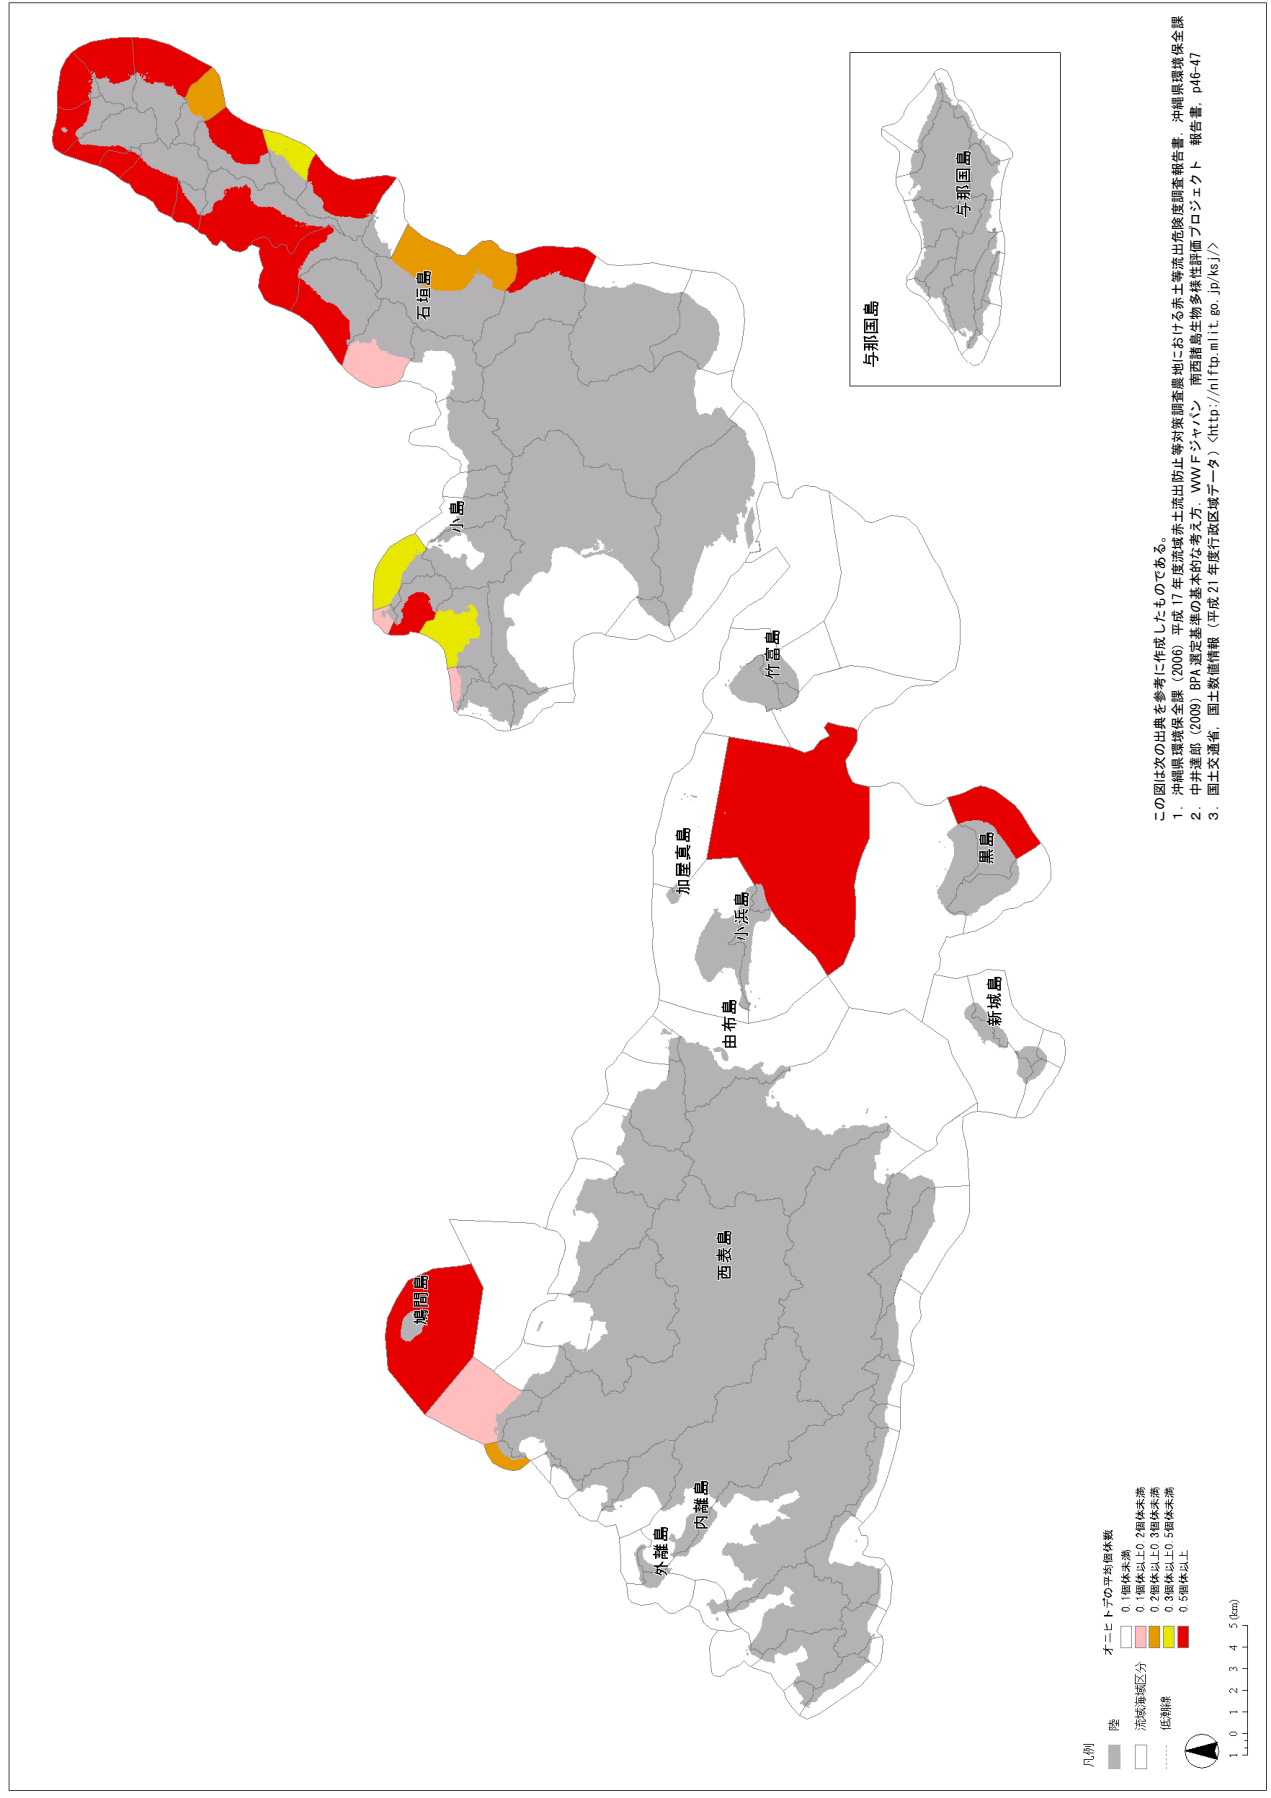 石垣島
小島
竹富島
加屋真島
小浜島
由布島
黒島
新城島
西表島
鳩間島
内離島
外離島
与那国島
与那国島
この図は次の出典を参考に作成したものである。
1. 沖縄県環境保全課 (2006) 平成17年度流域赤土流出防止等対策調査農地における赤土等流出危険度調査報告書. 沖縄県環境保全課
2. 中井達郎 (2009) BPA選定基準の基本的な考え方. WWFジャパン 南西諸島生物多様性評価プロジェクト 報告書, p46-47
3. 国土交通省, 国土数値情報 (平成21年度行政区域データ) <http://nlftp.mlit.go.jp/ksj/>
凡例
陸
流域海域区分
低潮線
オニヒトデの平均個体数
0.1個体未満
0.1個体以上0.2個体未満
0.2個体以上0.3個体未満
0.3個体以上0.5個体未満
0.5個体以上
1 0 1 2 3 4 5 (km)